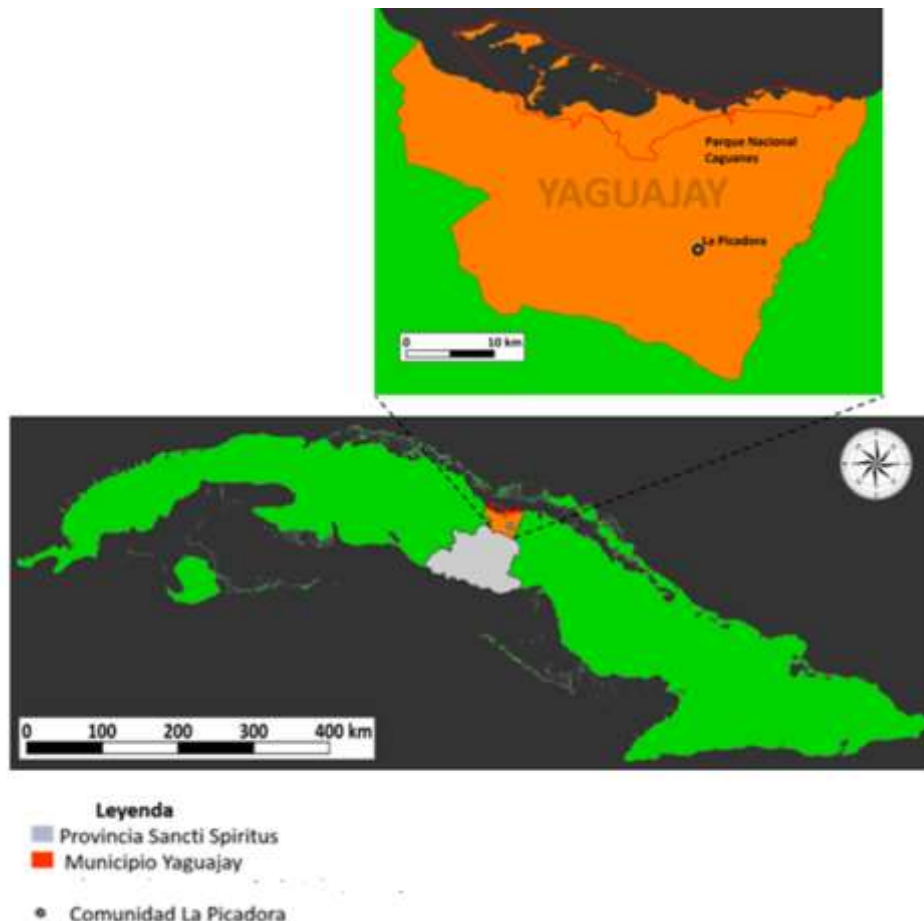 Parque Nacional
Caguanes
YAGUAJAY
La Picadora
0 10 km
0 100 200 300 400 km
Leyenda
Provincia Sancti Spiritus
Municipio Yaguajay
Comunidad La Picadora